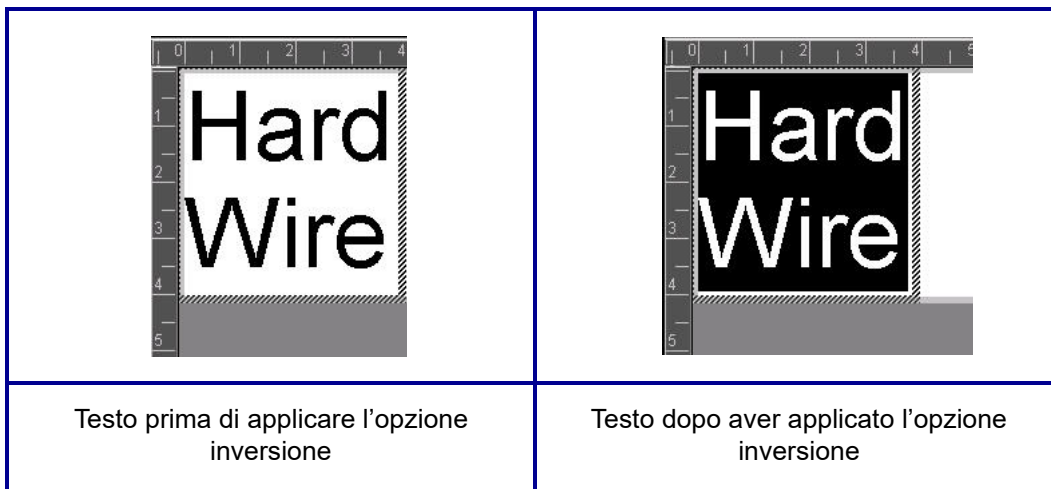 0 1 2 3 4
1
2
3
4
5
Hard
Wire
0 1 2 3 4 5
1
2
3
4
5
Hard
Wire
Testo prima di applicare l’opzione
inversione
Testo dopo aver applicato l’opzione
inversione